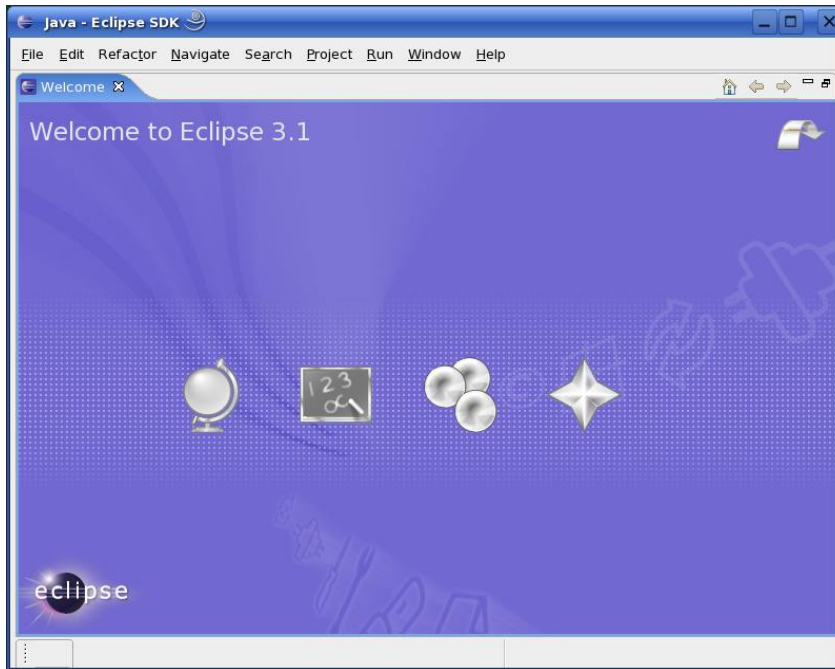 Java - Eclipse SDK
File Edit Refactor Navigate Search Project Run Window Help
Welcome
Welcome to Eclipse 3.1
1 2 3
eclipse